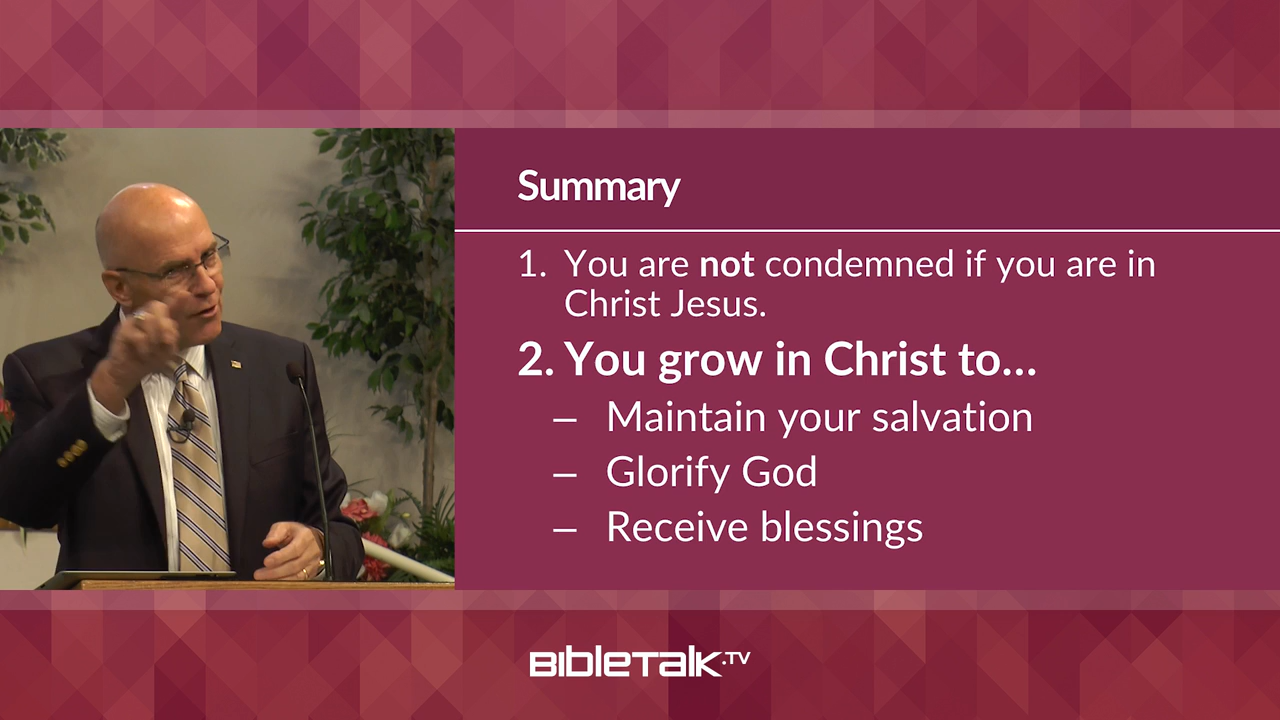 Summary
1. You are not condemned if you are in
Christ Jesus.
2. You grow in Christ to...
– Maintain your salvation
– Glorify God
– Receive blessings
BIBLETALK.TV